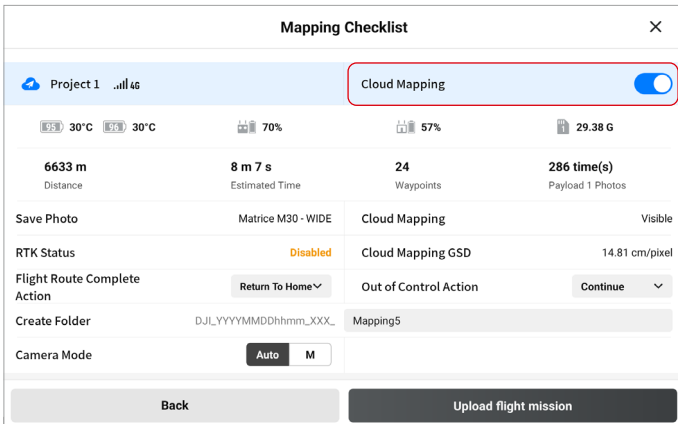 Mapping Checklist
Project 1 4G Cloud Mapping
95 30°C 96 30°C 70% 57% 1 29.38 G
6633 m 8 m 7 s 24 286 time(s)
Distance Estimated Time Waypoints Payload 1 Photos
Save Photo Matrice M30 - WIDE Cloud Mapping Visible
RTK Status Disabled Cloud Mapping GSD 14.81 cm/pixel
Flight Route Complete
Action Return To Home Out of Control Action Continue
Create Folder DJI_YYYYMMDDhhmm_XXX_ Mapping5
Camera Mode Auto M
Back Upload flight mission